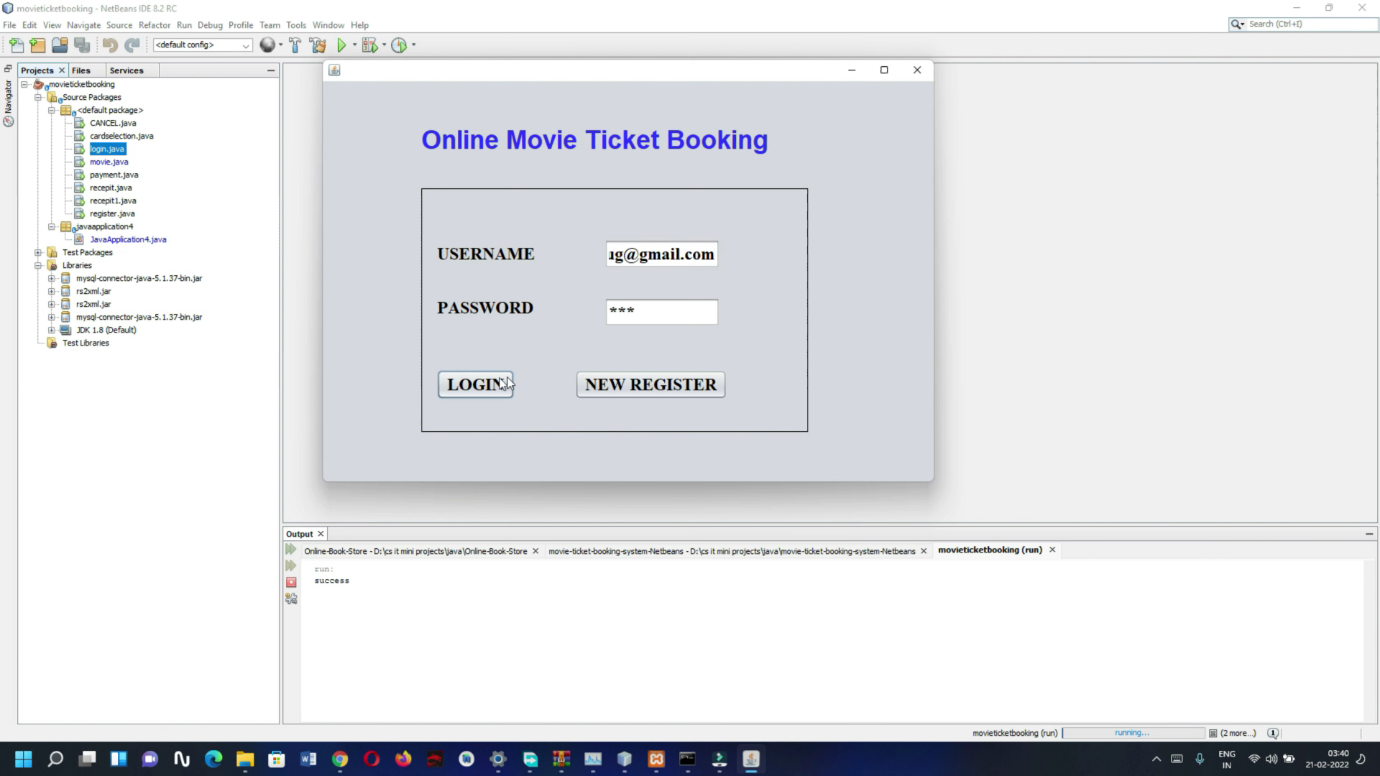 movieticketbooking - NetBeans IDE 8.2 RC
File Edit View Navigate Source Refactor Run Debug Profile Team Tools Window Help
Search (Ctrl+I)
<default config>
Projects Files Services
Navigator
movieticketbooking
Source Packages
<default package>
CANCEL.java
cardselection.java
login.java
movie.java
payment.java
recepit.java
recepit1.java
register.java
javaapplication4
JavaApplication4.java
Test Packages
Libraries
mysql-connector-java-5.1.37-bin.jar
rs2xml.jar
rs2xml.jar
mysql-connector-java-5.1.37-bin.jar
JDK 1.8 (Default)
Test Libraries
Online Movie Ticket Booking
USERNAME ug@gmail.com
PASSWORD ***
LOGIN NEW REGISTER
Output
Online-Book-Store - D:\cs it mini projects\java\Online-Book-Store movie-ticket-booking-system-Netbeans - D:\cs it mini projects\java\movie-ticket-booking-system-Netbeans movieticketbooking (run)
run:
success
movieticketbooking (run) running... (2 more...)
ENG
IN
03:40
21-02-2022